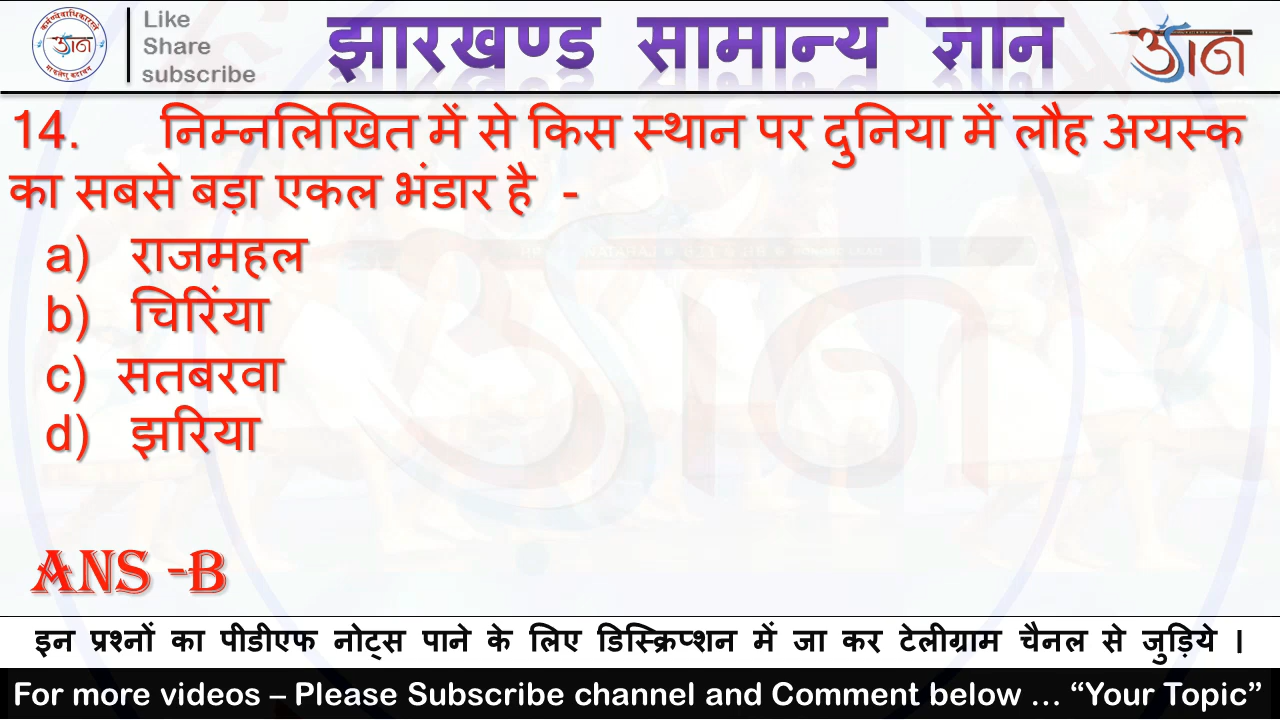 Like
Share
subscribe
झारखण्ड सामान्य ज्ञान
14. निम्नलिखित में से किस स्थान पर दुनिया में लौह अयस्क
का सबसे बड़ा एकल भंडार है -
a) राजमहल
b) चिरिंया
c) सतबरवा
d) झरिया
ANS -B
इन प्रश्नों का पीडीएफ नोट्स पाने के लिए डिस्क्रिप्शन में जा कर टेलीग्राम चैनल से जुड़िये ।
For more videos – Please Subscribe channel and Comment below … “Your Topic”